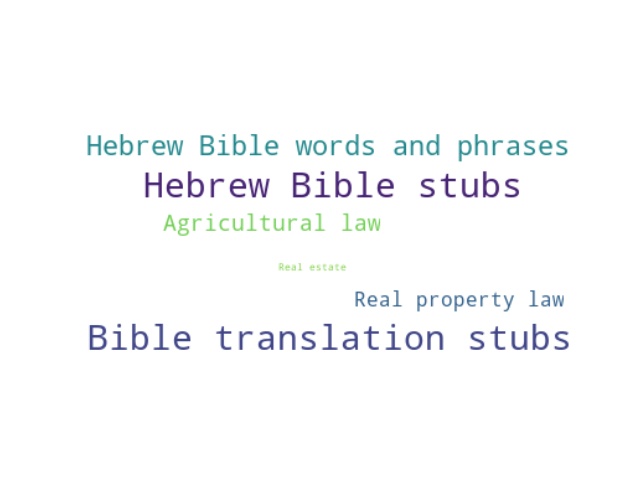 Hebrew Bible words and phrases
Hebrew Bible stubs
Agricultural law
Real estate
Real property law
Bible translation stubs